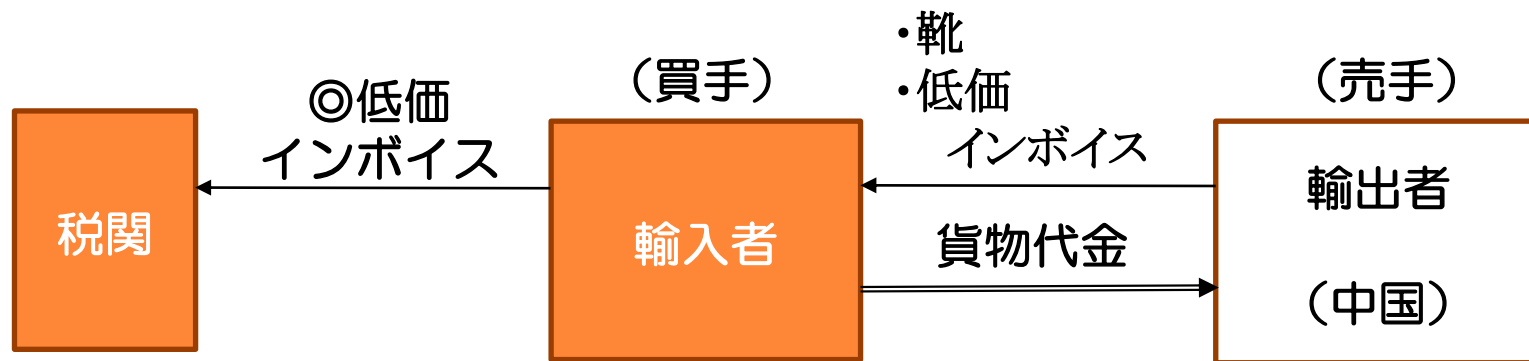 税関
◎低価
インボイス
（買手）
輸入者
・靴
・低価
インボイス
貨物代金
（売手）
輸出者
（中国）